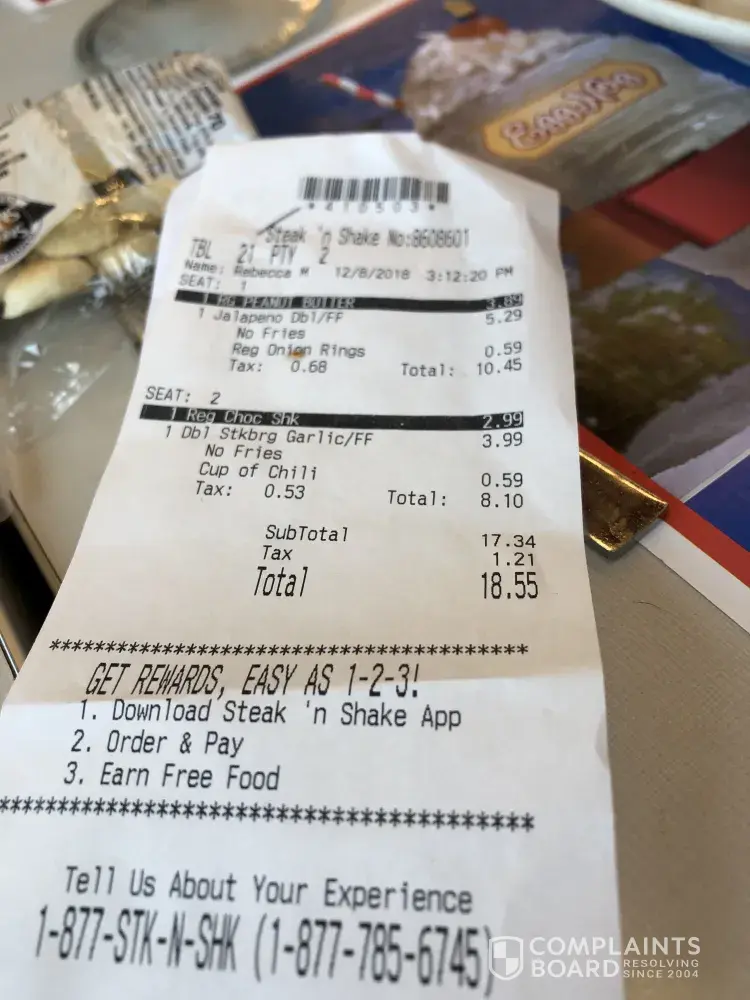 *410503*
Steak 'n Shake No:8608601
TBL 21 PTY 2
Name: Rebecca M 12/8/2018 3:12:20 PM
SEAT: 1
1 RG PEANUT BUTTER 3.89
1 Jalapeno Dbl/FF 5.29
No Fries
Reg Onion Rings 0.59
Tax: 0.68 Total: 10.45
SEAT: 2
1 Reg Choc Shk 2.99
1 Dbl Stkbrg Garlic/FF 3.99
No Fries
Cup of Chili 0.59
Tax: 0.53 Total: 8.10
SubTotal 17.34
Tax 1.21
Total 18.55
****************************************
GET REWARDS, EASY AS 1-2-3!
1. Download Steak 'n Shake App
2. Order & Pay
3. Earn Free Food
****************************************
Tell Us About Your Experience
1-877-STK-N-SHK (1-877-785-6745)
COMPLAINTS
BOARD RESOLVING
SINCE 2004